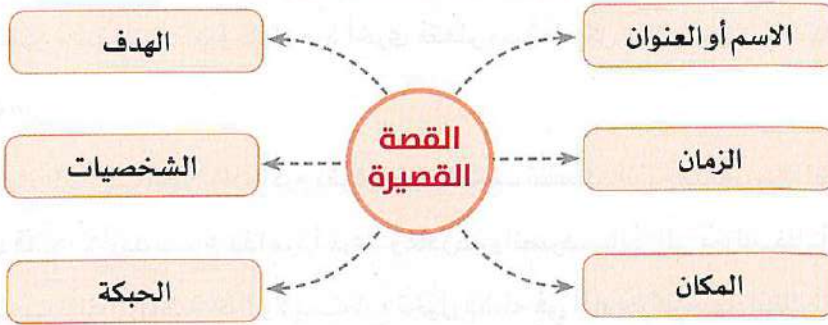 الاسم أو العنوان
الهدف
القصة
القصيرة
الزمان
الشخصيات
المكان
الحبكة